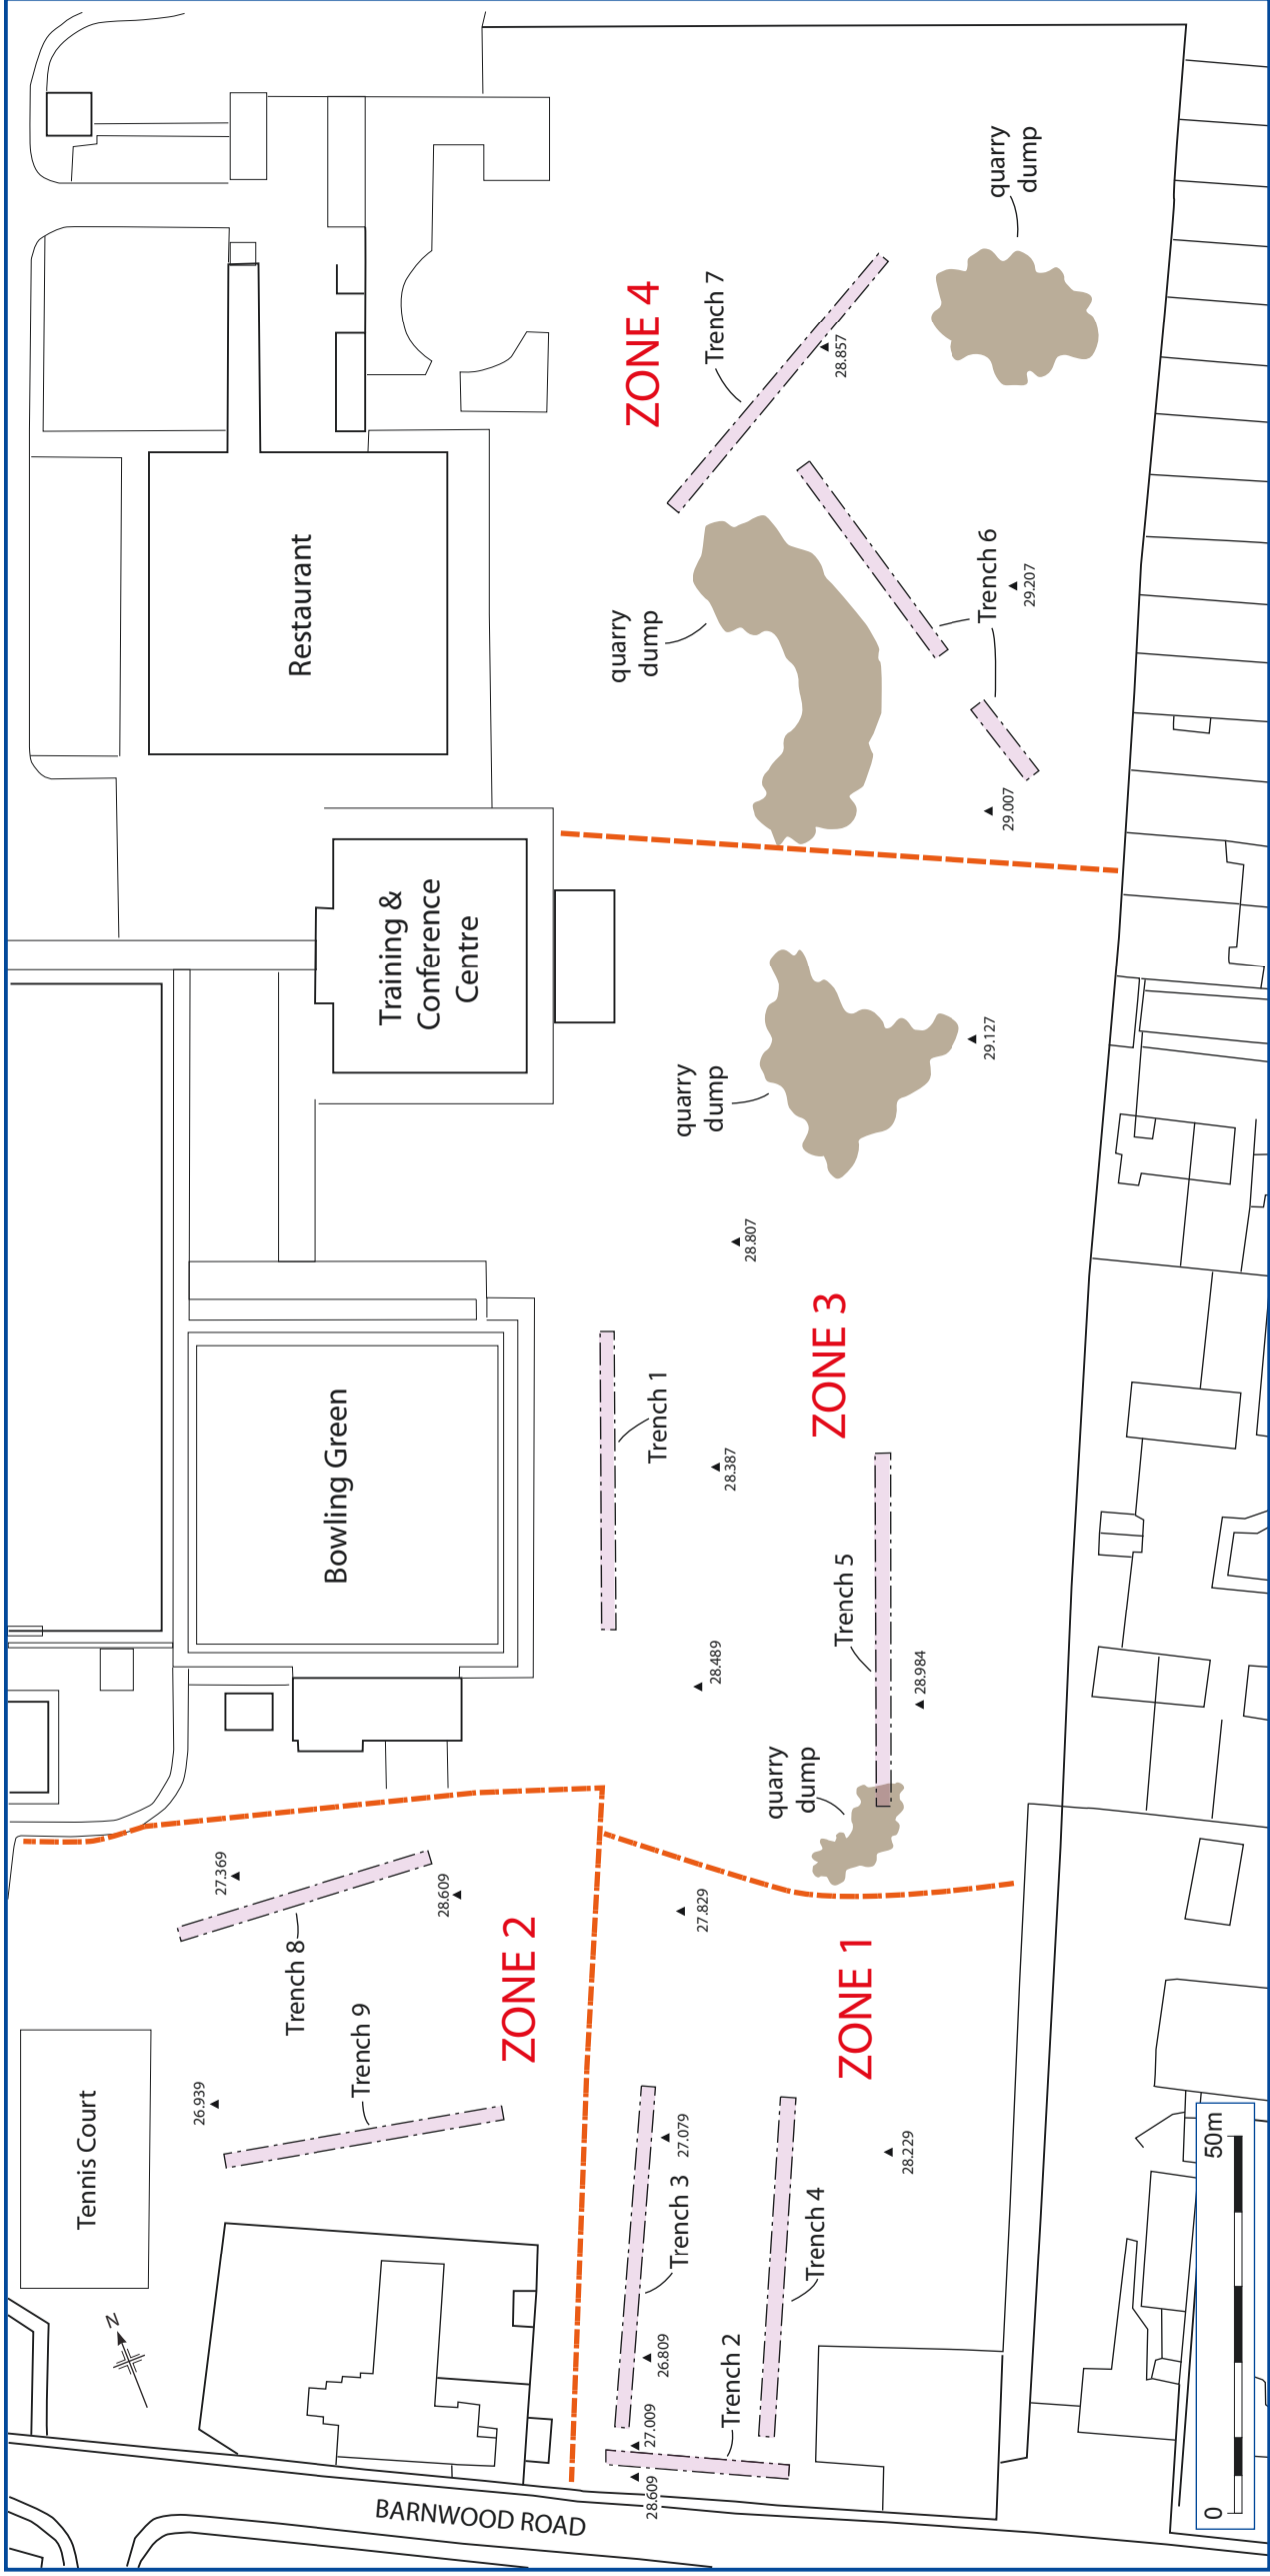 quarry
dump
ZONE 4
Trench 7
28.857
Restaurant
quarry
dump
Trench 6
29.207
29.007
Training &
Conference
Centre
quarry
dump
29.127
28.807
ZONE 3
Bowling Green
Trench 1
28.387
Trench 5
28.489
28.984
quarry
dump
27.369
28.609
Trench 8
ZONE 2
27.829
ZONE 1
Trench 9
26.939
Tennis Court
27.079
Trench 3
28.229
Trench 4
26.809
Trench 2
27.009
28.609
N
BARNWOOD ROAD
0
50m